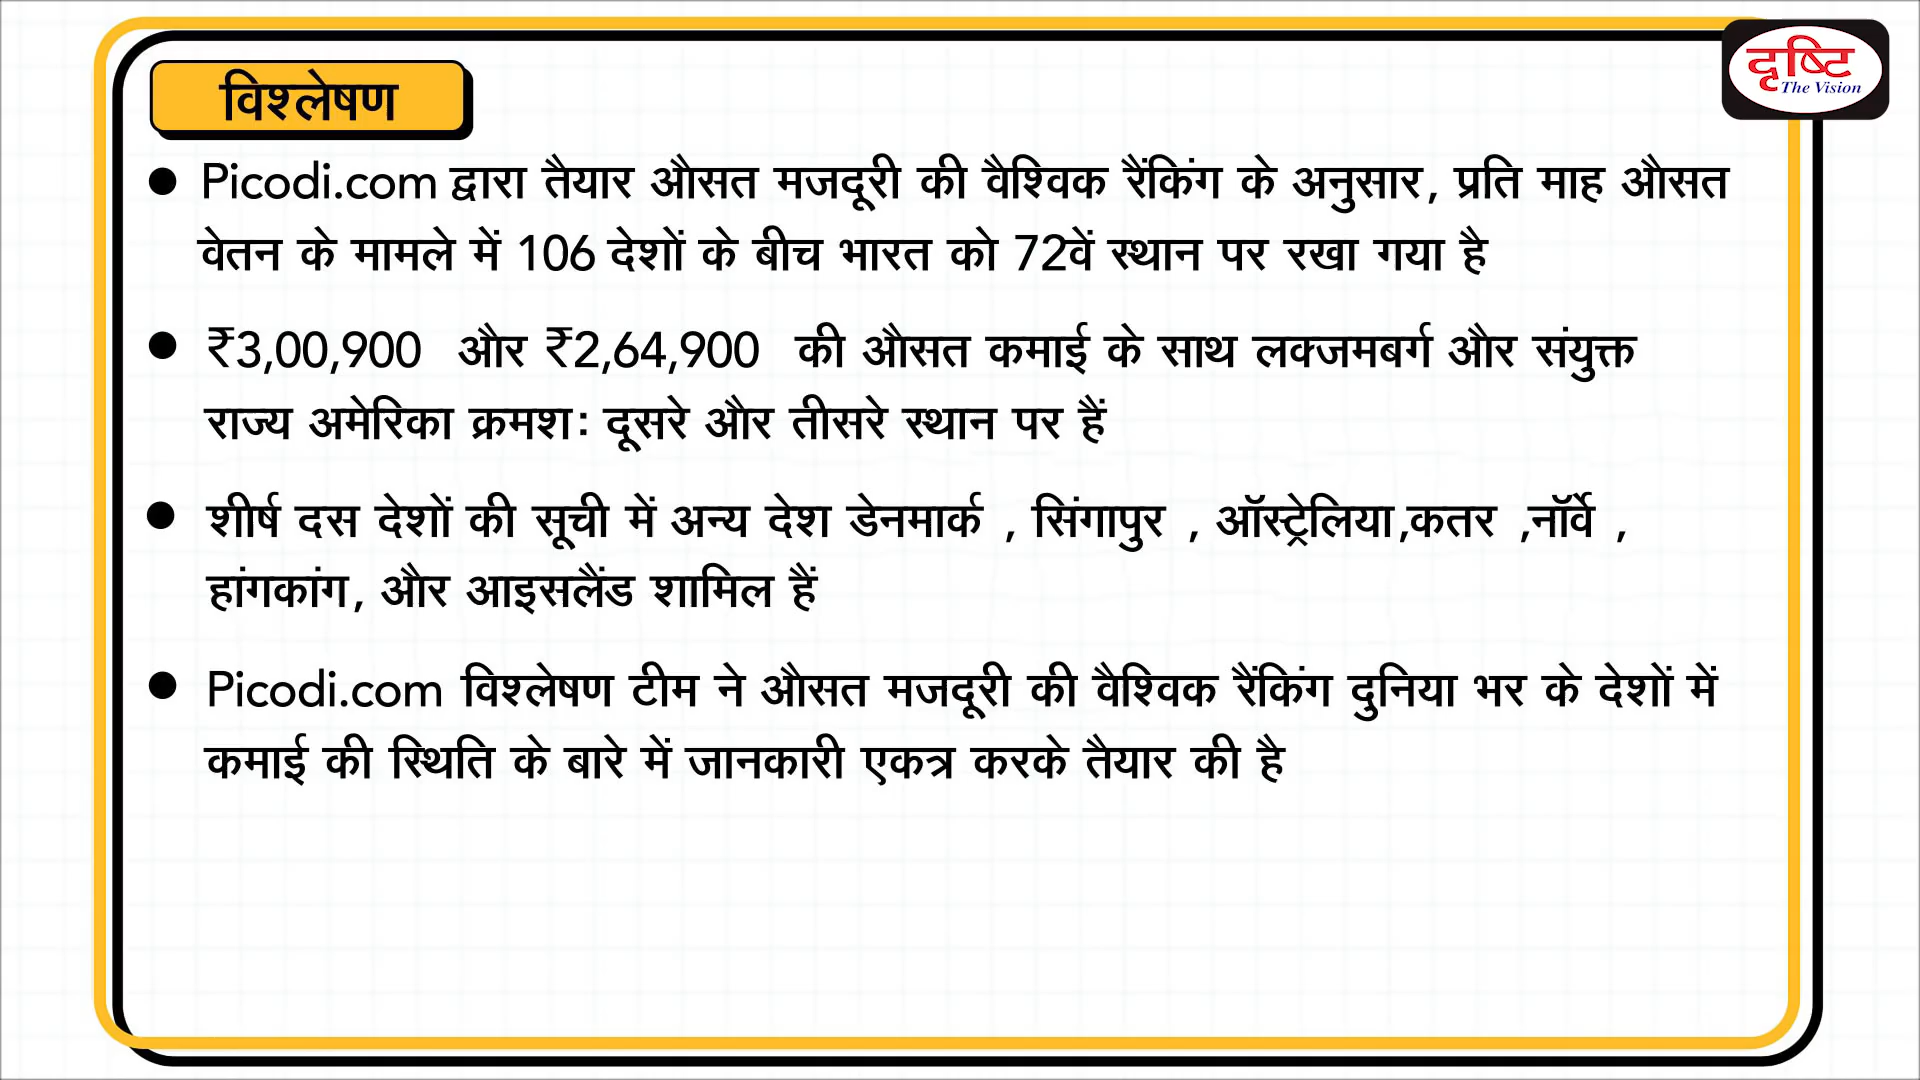 विश्लेषण
दृष्टि
The Vision
● Picodi.com द्वारा तैयार औसत मजदूरी की वैश्विक रैंकिंग के अनुसार, प्रति माह औसत
वेतन के मामले में 106 देशों के बीच भारत को 72वें स्थान पर रखा गया है
● ₹3,00,900 और ₹2,64,900 की औसत कमाई के साथ लक्जमबर्ग और संयुक्त
राज्य अमेरिका क्रमश: दूसरे और तीसरे स्थान पर हैं
● शीर्ष दस देशों की सूची में अन्य देश डेनमार्क , सिंगापुर , ऑस्ट्रेलिया,कतर ,नॉर्वे ,
हांगकांग, और आइसलैंड शामिल हैं
● Picodi.com विश्लेषण टीम ने औसत मजदूरी की वैश्विक रैंकिंग दुनिया भर के देशों में
कमाई की स्थिति के बारे में जानकारी एकत्र करके तैयार की है